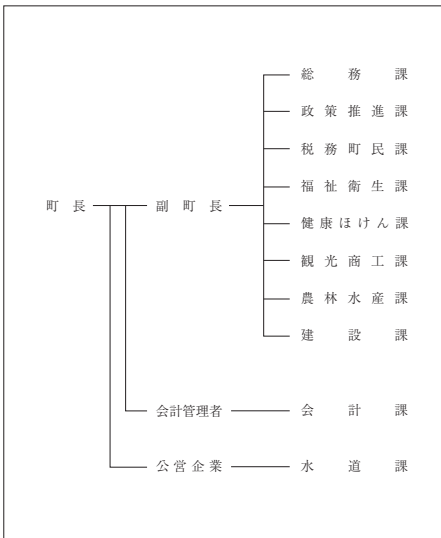 総務課
政策推進課
税務町民課
福祉衛生課
町長 副町長 健康ほけん課
観光商工課
農林水産課
建設課
会計管理者 会計課
公営企業 水道課